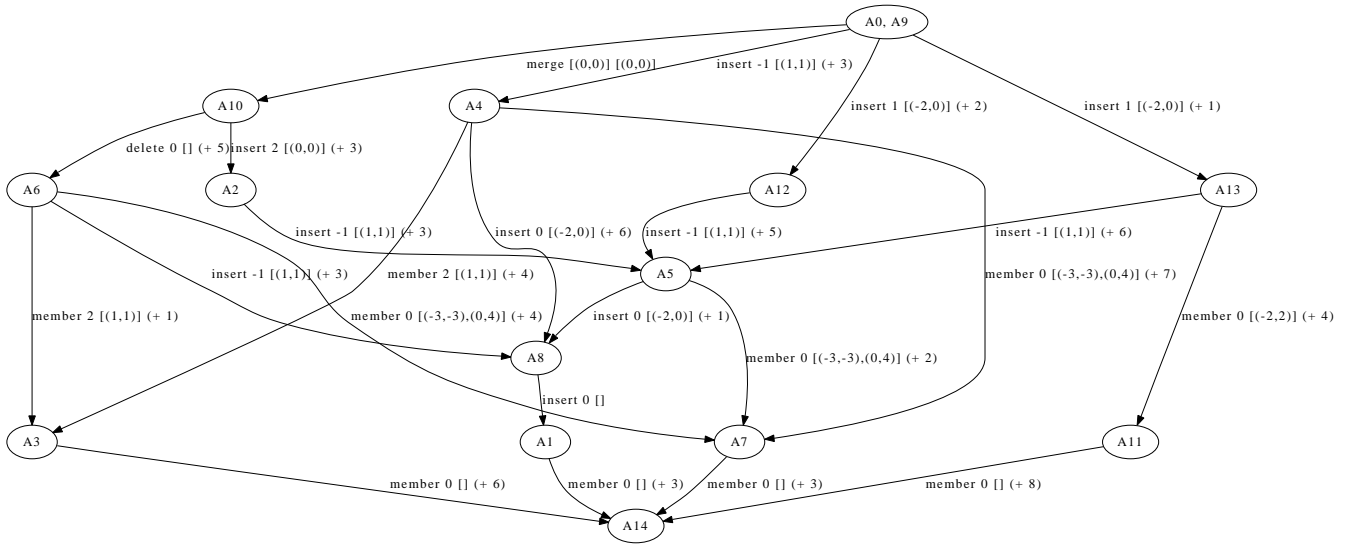 A0, A9
merge [(0,0)] [(0,0)]
insert -1 [(1,1)] (+ 3)
A10
A4
insert 1 [(-2,0)] (+ 2)
insert 1 [(-2,0)] (+ 1)
delete 0 [] (+ 5)
insert 2 [(0,0)] (+ 3)
A6
A2
A12
A13
insert -1 [(1,1)] (+ 3)
insert 0 [(-2,0)] (+ 6)
insert -1 [(1,1)] (+ 5)
insert -1 [(1,1)] (+ 6)
insert -1 [(1,1)] (+ 3)
member 2 [(1,1)] (+ 4)
A5
member 0 [(-3,-3),(0,4)] (+ 7)
member 2 [(1,1)] (+ 1)
member 0 [(-3,-3),(0,4)] (+ 4)
insert 0 [(-2,0)] (+ 1)
member 0 [(-2,2)] (+ 4)
A8
member 0 [(-3,-3),(0,4)] (+ 2)
insert 0 []
A3
A1
A7
A11
member 0 [] (+ 6)
member 0 [] (+ 3)
member 0 [] (+ 3)
member 0 [] (+ 8)
A14